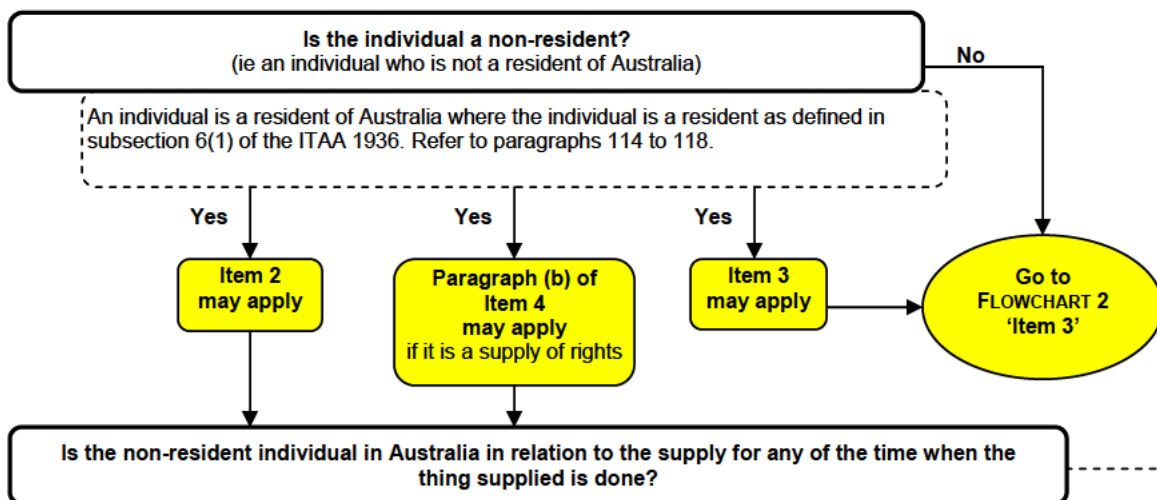 Is the individual a non-resident?
(ie an individual who is not a resident of Australia)
No
An individual is a resident of Australia where the individual is a resident as defined in
subsection 6(1) of the ITAA 1936. Refer to paragraphs 114 to 118.
Yes
Yes
Yes
Item 2
may apply
Paragraph (b) of
Item 4
may apply
if it is a supply of rights
Item 3
may apply
Go to
FLOWCHART 2
‘Item 3’
Is the non-resident individual in Australia in relation to the supply for any of the time when the
thing supplied is done?